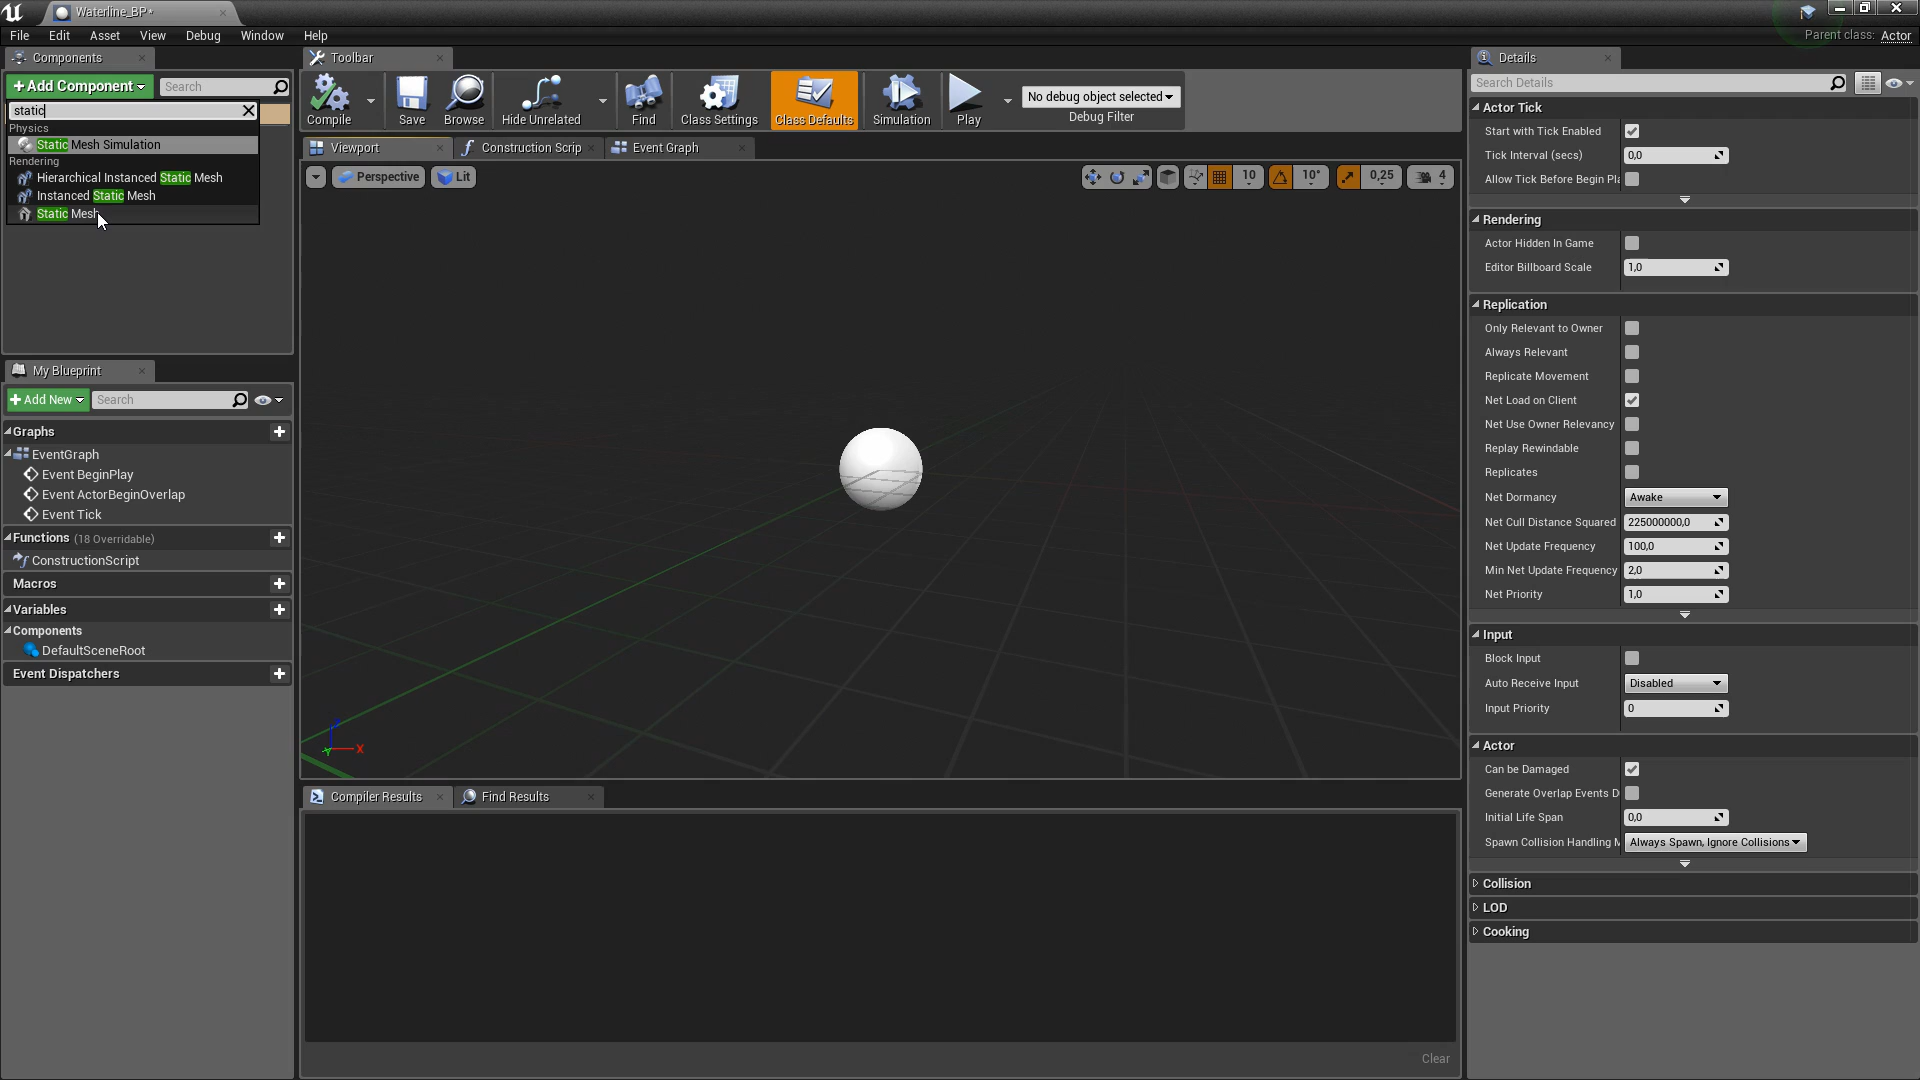 Waterline_BP*
File Edit Asset View Debug Window Help
Parent class: Actor
Components
+Add Component
Search
static
Physics
Static Mesh Simulation
Rendering
Hierarchical Instanced Static Mesh
Instanced Static Mesh
Static Mesh
My Blueprint
+Add New
Search
Graphs
EventGraph
Event BeginPlay
Event ActorBeginOverlap
Event Tick
Functions (18 Overridable)
ConstructionScript
Macros
Variables
Components
DefaultSceneRoot
Event Dispatchers
Toolbar
Compile
Save
Browse
Hide Unrelated
Find
Class Settings
Class Defaults
Simulation
Play
No debug object selected
Debug Filter
Viewport
Construction Scrip
Event Graph
Perspective
Lit
10
10°
0,25
4
X
Compiler Results
Find Results
Clear
Details
Search Details
Actor Tick
Start with Tick Enabled
Tick Interval (secs) 0,0
Allow Tick Before Begin Pla
Rendering
Actor Hidden In Game
Editor Billboard Scale 1,0
Replication
Only Relevant to Owner
Always Relevant
Replicate Movement
Net Load on Client
Net Use Owner Relevancy
Replay Rewindable
Replicates
Net Dormancy Awake
Net Cull Distance Squared 225000000,0
Net Update Frequency 100,0
Min Net Update Frequency 2,0
Net Priority 1,0
Input
Block Input
Auto Receive Input Disabled
Input Priority 0
Actor
Can be Damaged
Generate Overlap Events D
Initial Life Span 0,0
Spawn Collision Handling M Always Spawn, Ignore Collisions
Collision
LOD
Cooking